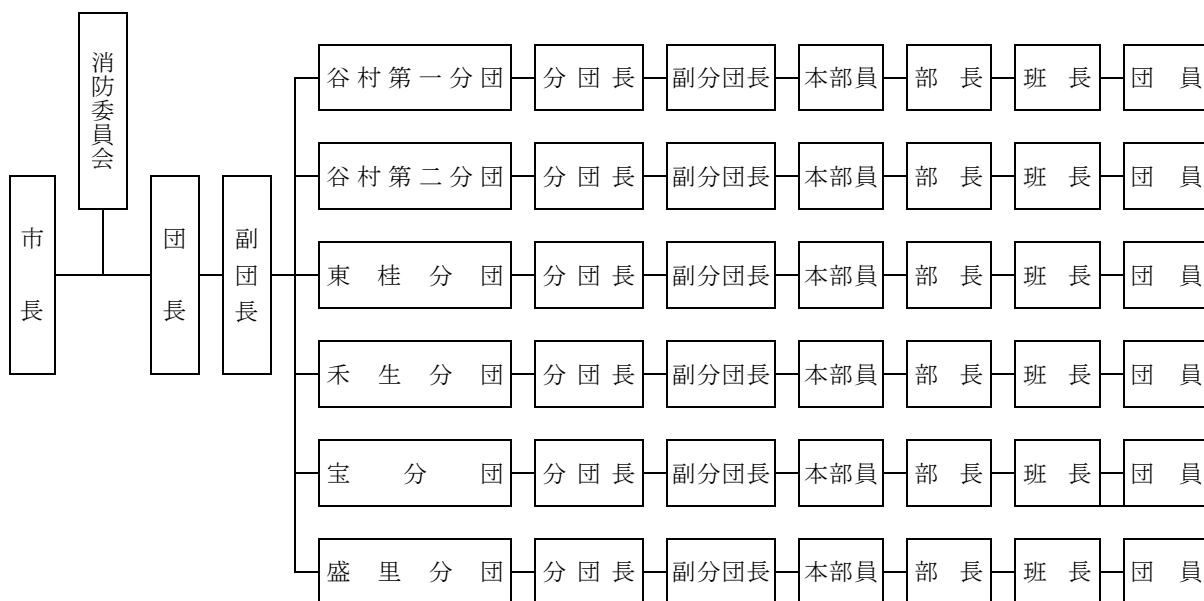 消防委員会
市長
団長
副団長
谷村第一分団 分団長 副分団長 本部員 部長 班長 団員
谷村第二分団 分団長 副分団長 本部員 部長 班長 団員
東桂分団 分団長 副分団長 本部員 部長 班長 団員
禾生分団 分団長 副分団長 本部員 部長 班長 団員
宝分団 分団長 副分団長 本部員 部長 班長 団員
盛里分団 分団長 副分団長 本部員 部長 班長 団員